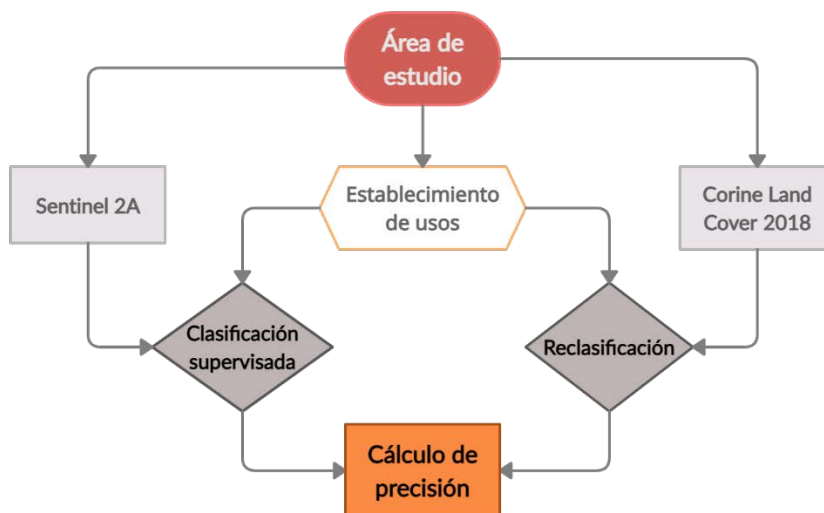 Área de
estudio
Sentinel 2A
Establecimiento
de usos
Corine Land
Cover 2018
Clasificación
supervisada
Reclasificación
Cálculo de
precisión